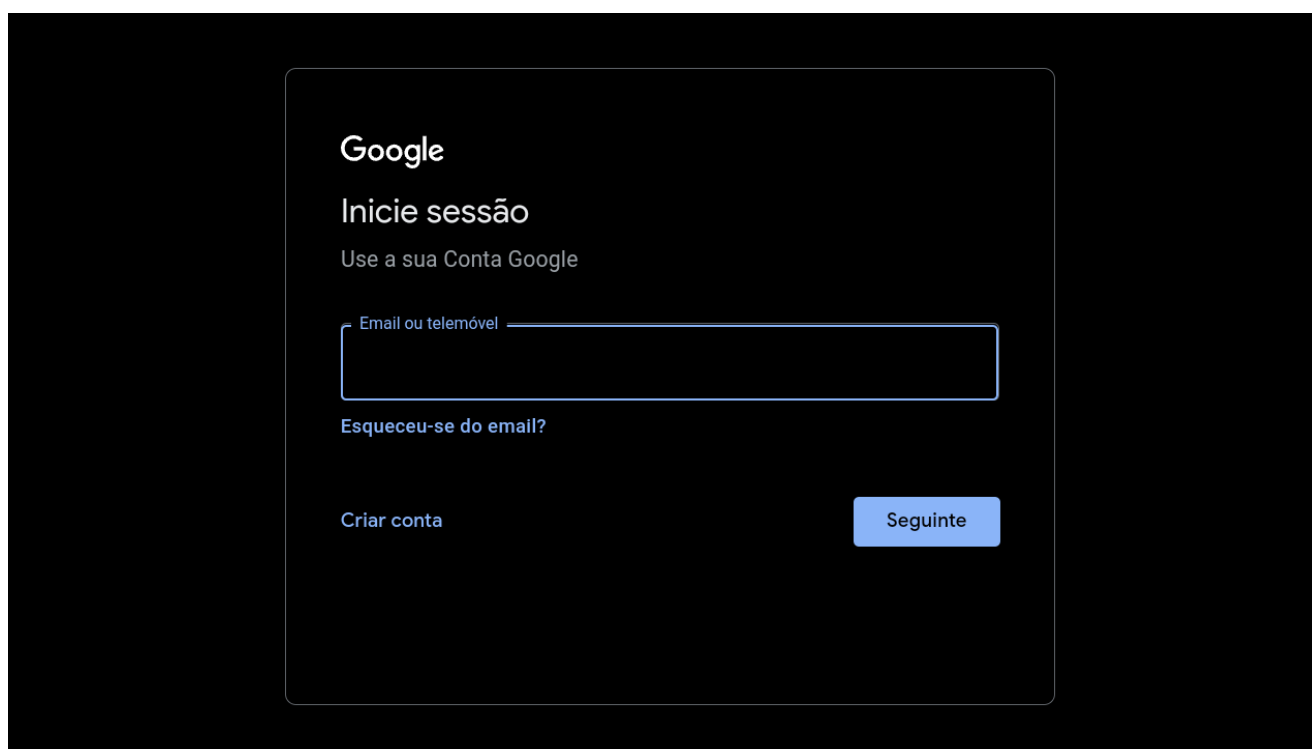 Google
Inicie sessão
Use a sua Conta Google
Email ou telemóvel
Esqueceu-se do email?
Criar conta
Seguinte